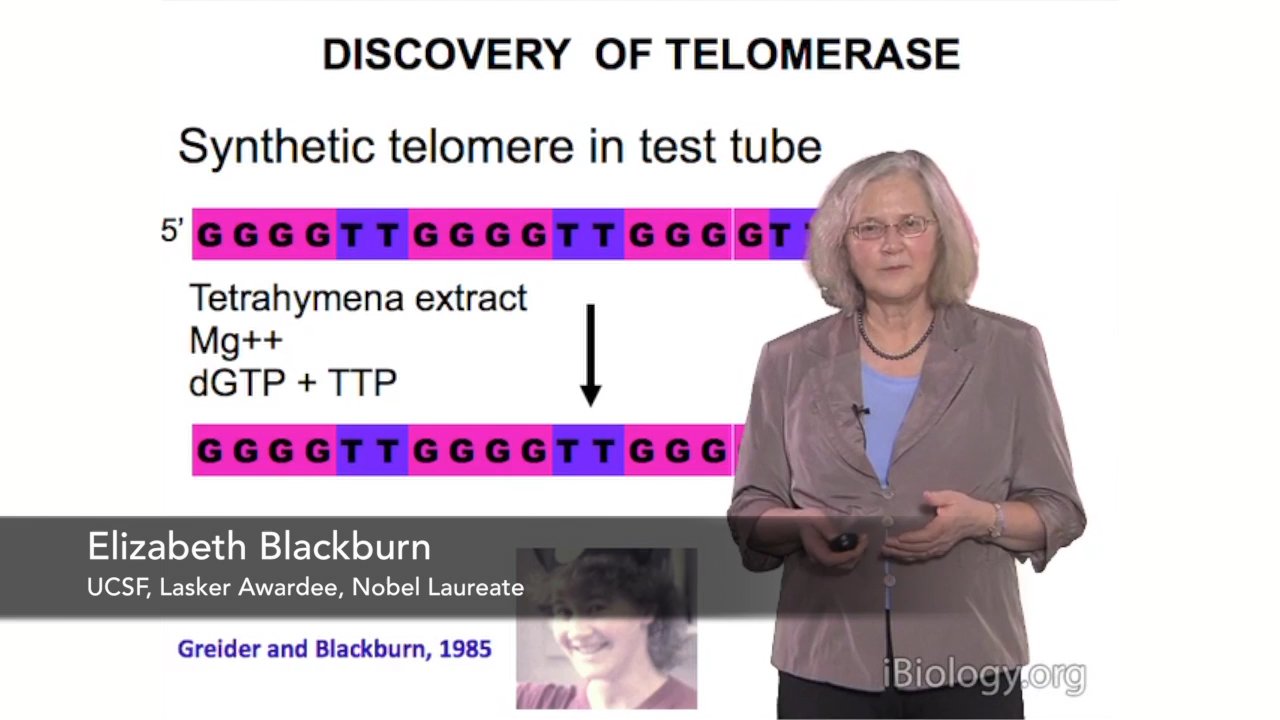 DISCOVERY OF TELOMERASE
Synthetic telomere in test tube
5' G G G G T T G G G G T T G G G G T
Tetrahymena extract
Mg++
dGTP + TTP
G G G G T T G G G G T T G G G
Elizabeth Blackburn
UCSF, Lasker Awardee, Nobel Laureate
Greider and Blackburn, 1985
iBiology.org